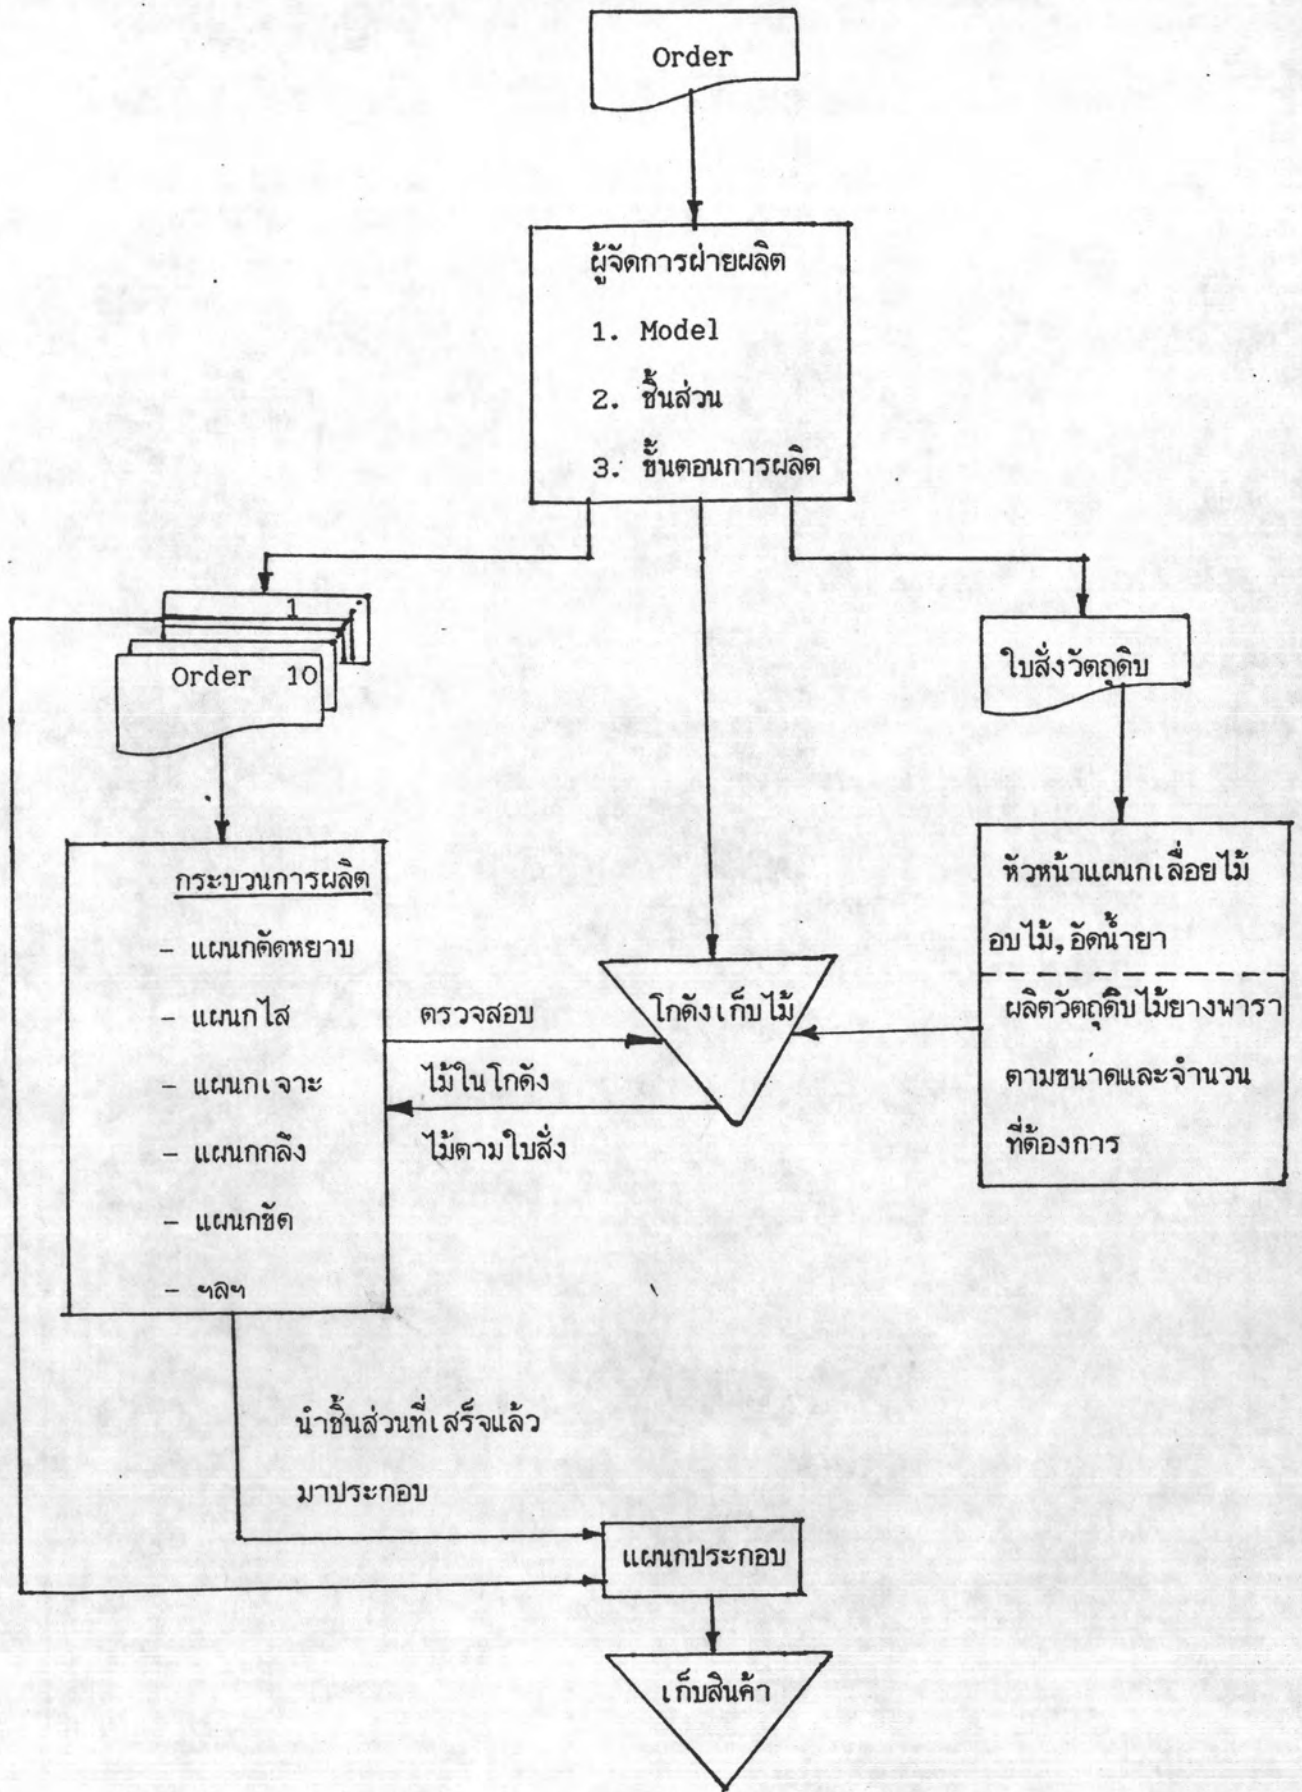 Order
ผู้จัดการฝ่ายผลิต
1. Model
2. ชิ้นส่วน
3. ขั้นตอนการผลิต
1
Order 10
ใบสั่งวัตถุดิบ
กระบวนการผลิต
- แผนกตัดหยาบ
- แผนกไส
- แผนกเจาะ
- แผนกกลึง
- แผนกขัด
- ฯลฯ
ตรวจสอบ
ไม้ในโกดัง
ไม้ตามใบสั่ง
โกดังเก็บไม้
หัวหน้าแผนกเลื่อยไม้
อบไม้,อัดน้ำยา
ผลิตวัตถุดิบไม้ยางพารา
ตามขนาดและจำนวน
ที่ต้องการ
นำชิ้นส่วนที่เสร็จแล้ว
มาประกอบ
แผนกประกอบ
เก็บสินค้า